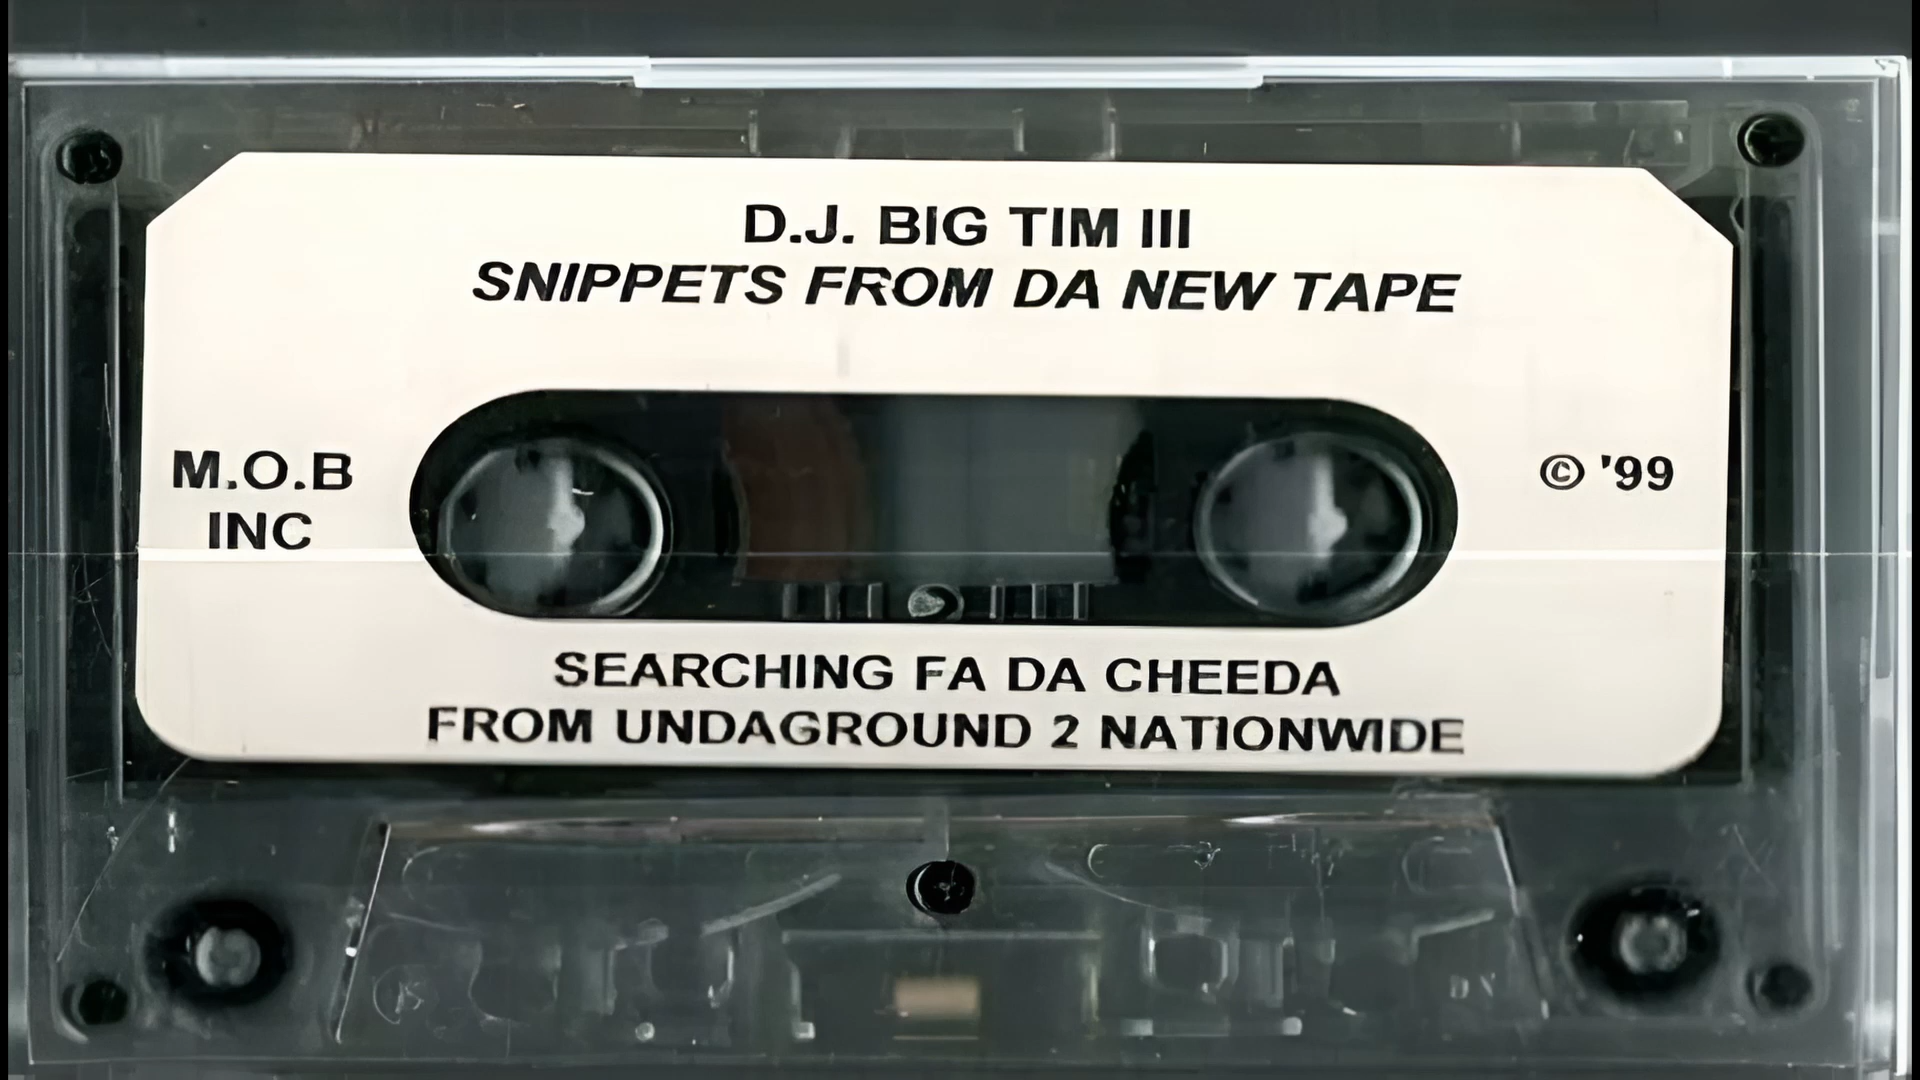 D.J. BIG TIM III
SNIPPETS FROM DA NEW TAPE
M.O.B
INC
© '99
SEARCHING FA DA CHEEDA
FROM UNDAGROUND 2 NATIONWIDE